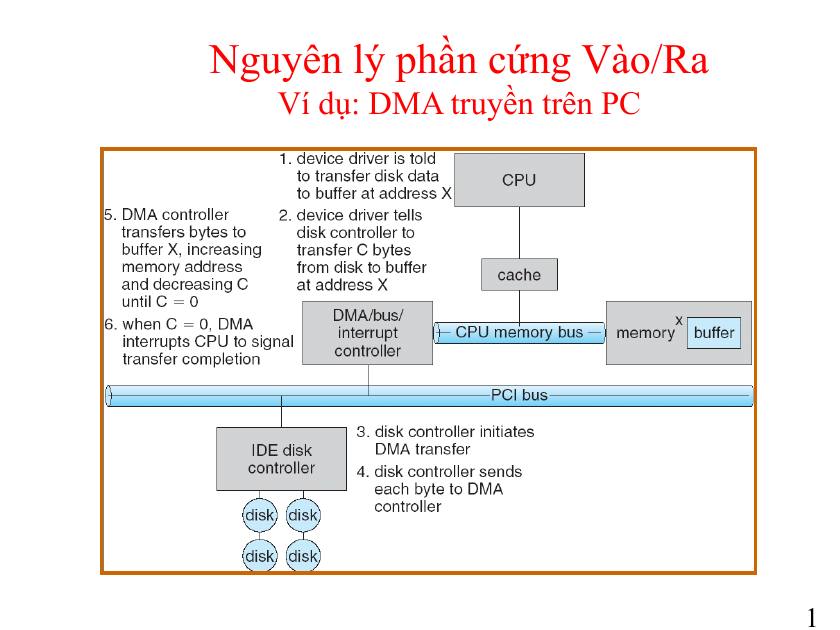 Nguyên lý phần cứng Vào/Ra
Ví dụ: DMA truyền trên PC
1. device driver is told
to transfer disk data
to buffer at address X
2. device driver tells
disk controller to
transfer C bytes
from disk to buffer
at address X
5. DMA controller
transfers bytes to
buffer X, increasing
memory address
and decreasing C
until C = 0
6. when C = 0, DMA
interrupts CPU to signal
transfer completion
CPU
cache
DMA/bus/
interrupt
controller
CPU memory bus
memory
X
buffer
PCI bus
IDE disk
controller
3. disk controller initiates
DMA transfer
4. disk controller sends
each byte to DMA
controller
disk disk
disk disk
1